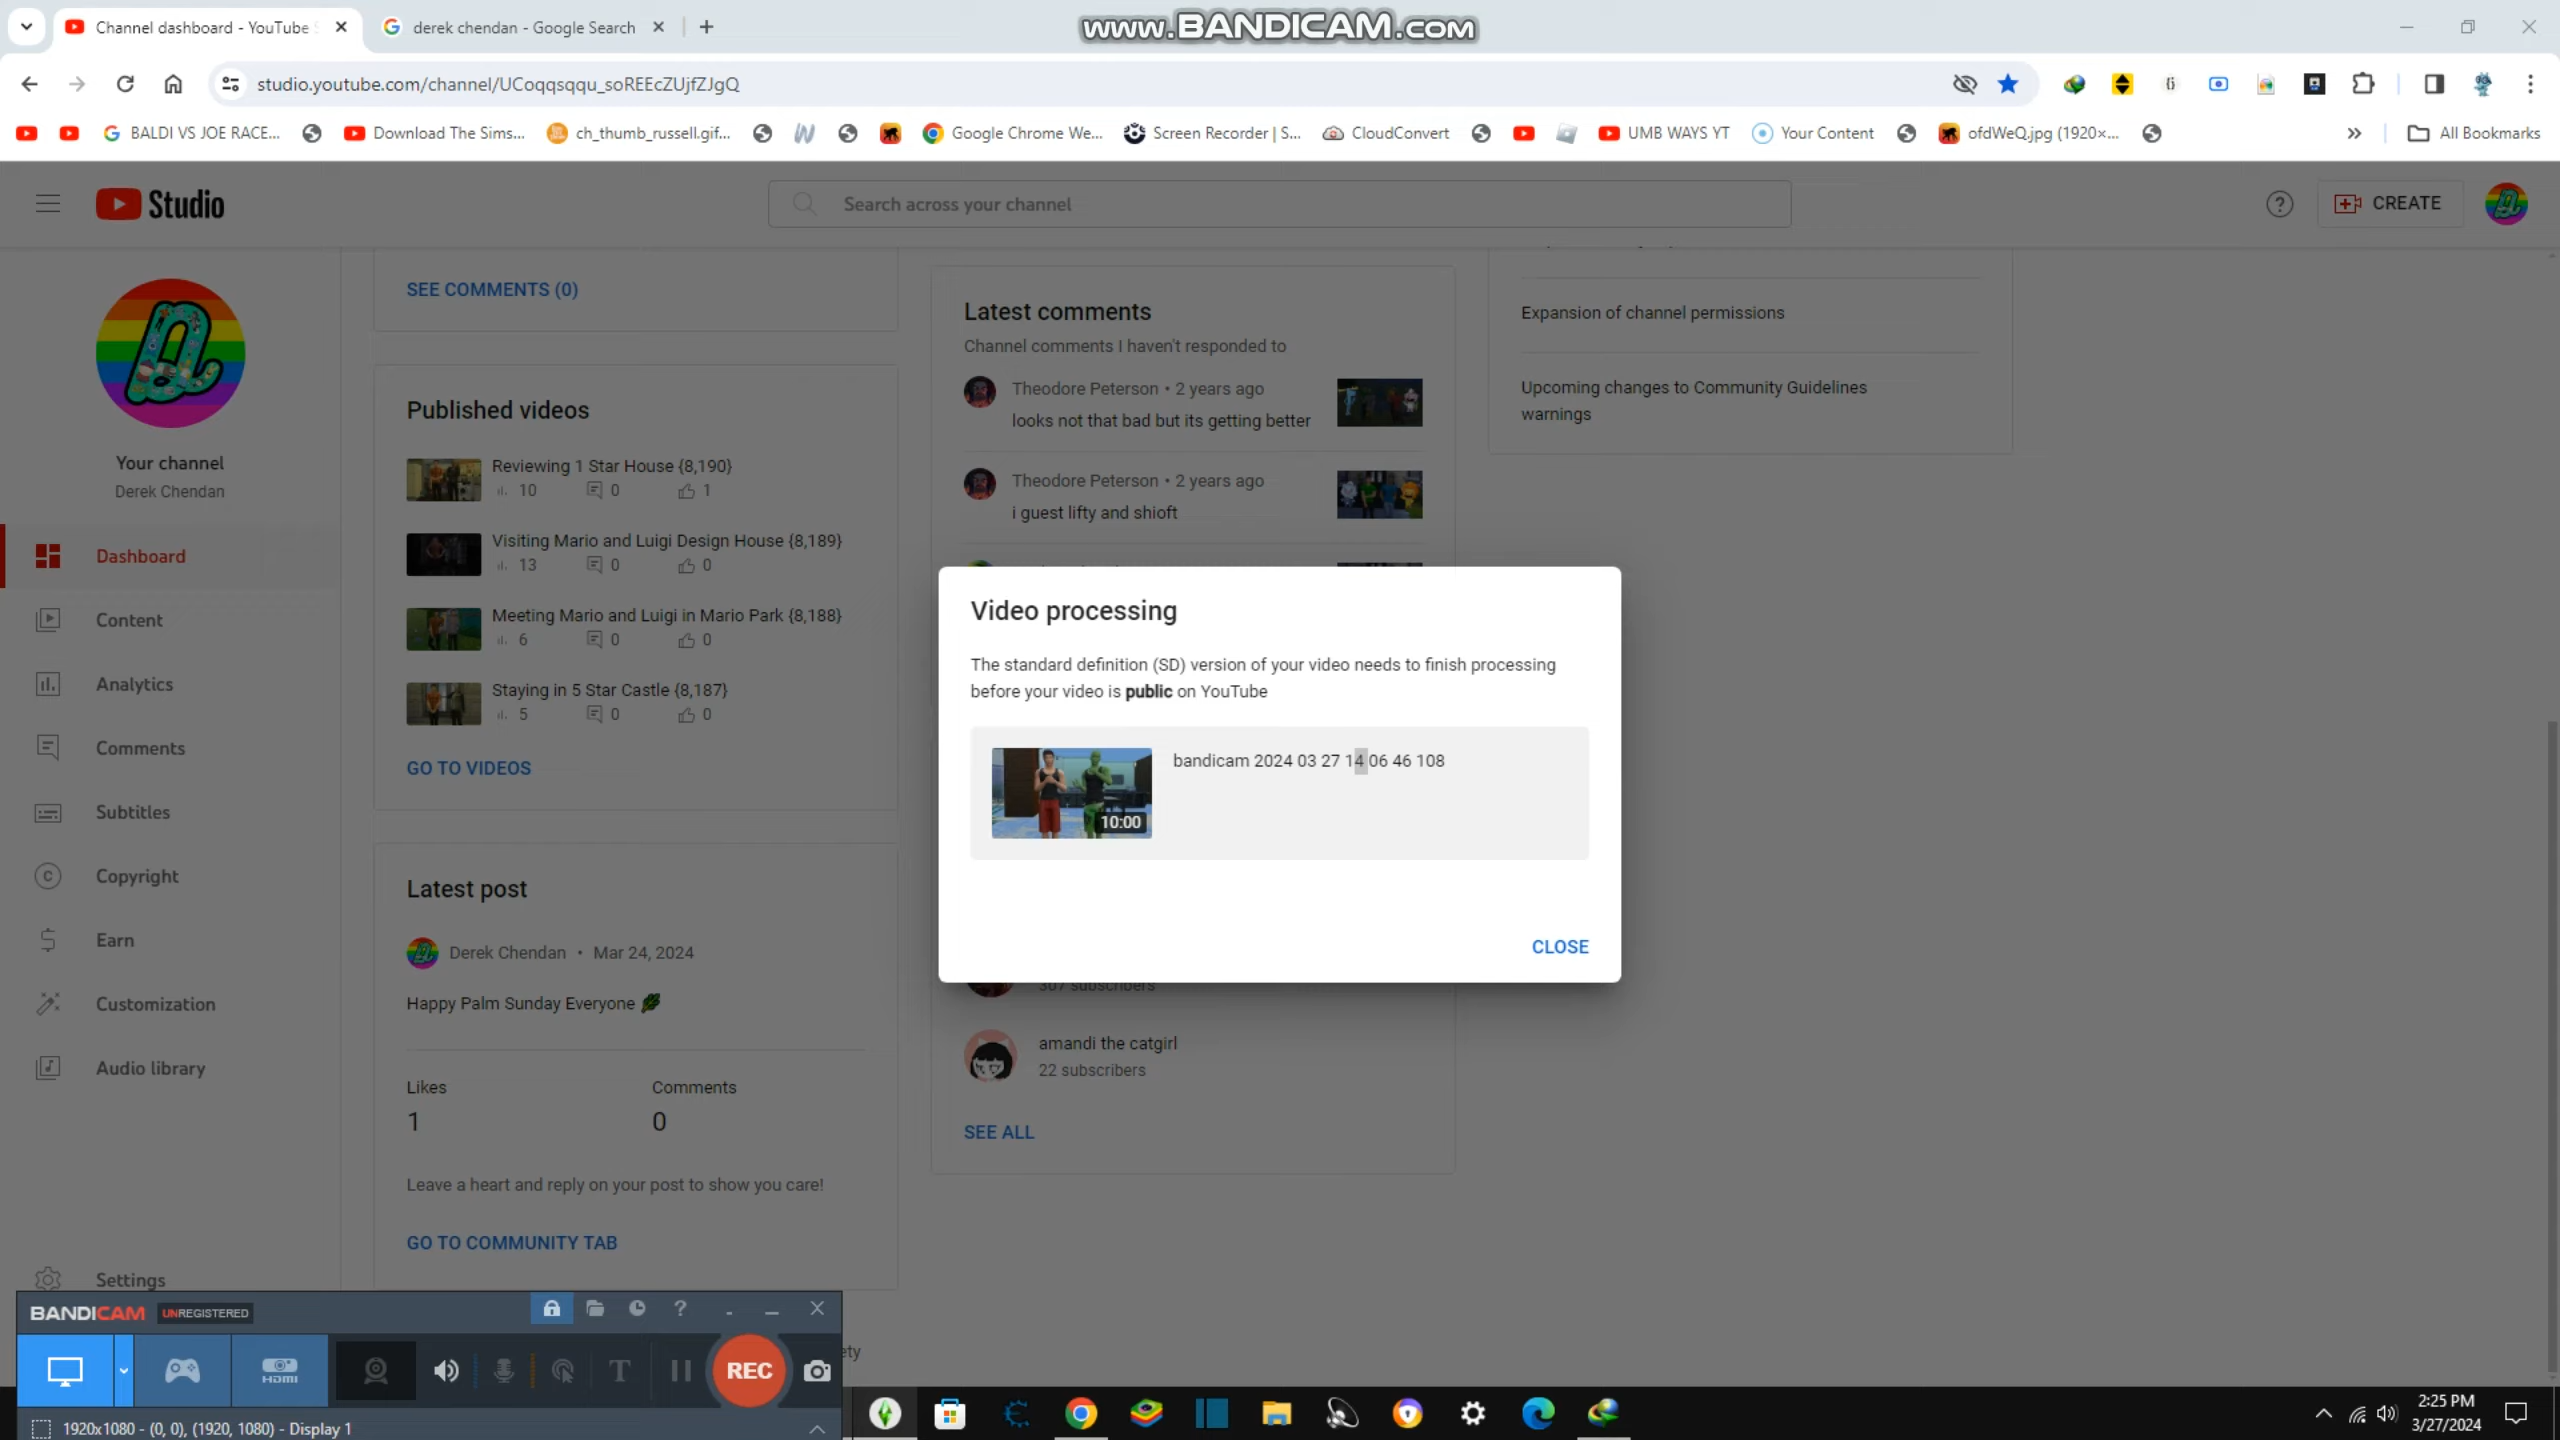 Channel dashboard - YouTube S
derek chendan - Google Search
www.BANDICAM.com
studio.youtube.com/channel/UCoqqsqqu_soREEcZUjfZJgQ
BALDI VS JOE RACE...
Download The Sims...
ch_thumb_russell.gif...
Google Chrome We...
Screen Recorder | S...
CloudConvert
UMB WAYS YT
Your Content
ofdWeQ.jpg (1920×...
All Bookmarks
Studio
Search across your channel
CREATE
Your channel
Derek Chendan
Dashboard
Content
Analytics
Comments
Subtitles
Copyright
Earn
Customization
Audio library
Settings
SEE COMMENTS (0)
Published videos
Reviewing 1 Star House {8,190}
10 0 1
Visiting Mario and Luigi Design House {8,189}
13 0 0
Meeting Mario and Luigi in Mario Park {8,188}
6 0 0
Staying in 5 Star Castle {8,187}
5 0 0
GO TO VIDEOS
Latest post
Derek Chendan • Mar 24, 2024
Happy Palm Sunday Everyone
Likes Comments
1 0
Leave a heart and reply on your post to show you care!
GO TO COMMUNITY TAB
Latest comments
Channel comments I haven't responded to
Theodore Peterson • 2 years ago
looks not that bad but its getting better
Theodore Peterson • 2 years ago
i guest lifty and shioft
Expansion of channel permissions
Upcoming changes to Community Guidelines
warnings
Video processing
The standard definition (SD) version of your video needs to finish processing
before your video is public on YouTube
bandicam 2024 03 27 14 06 46 108
10:00
CLOSE
307 subscribers
amandi the catgirl
22 subscribers
SEE ALL
BANDICAM UNREGISTERED
HDMI
REC
1920x1080 - (0, 0), (1920, 1080) - Display 1
2:25 PM
3/27/2024